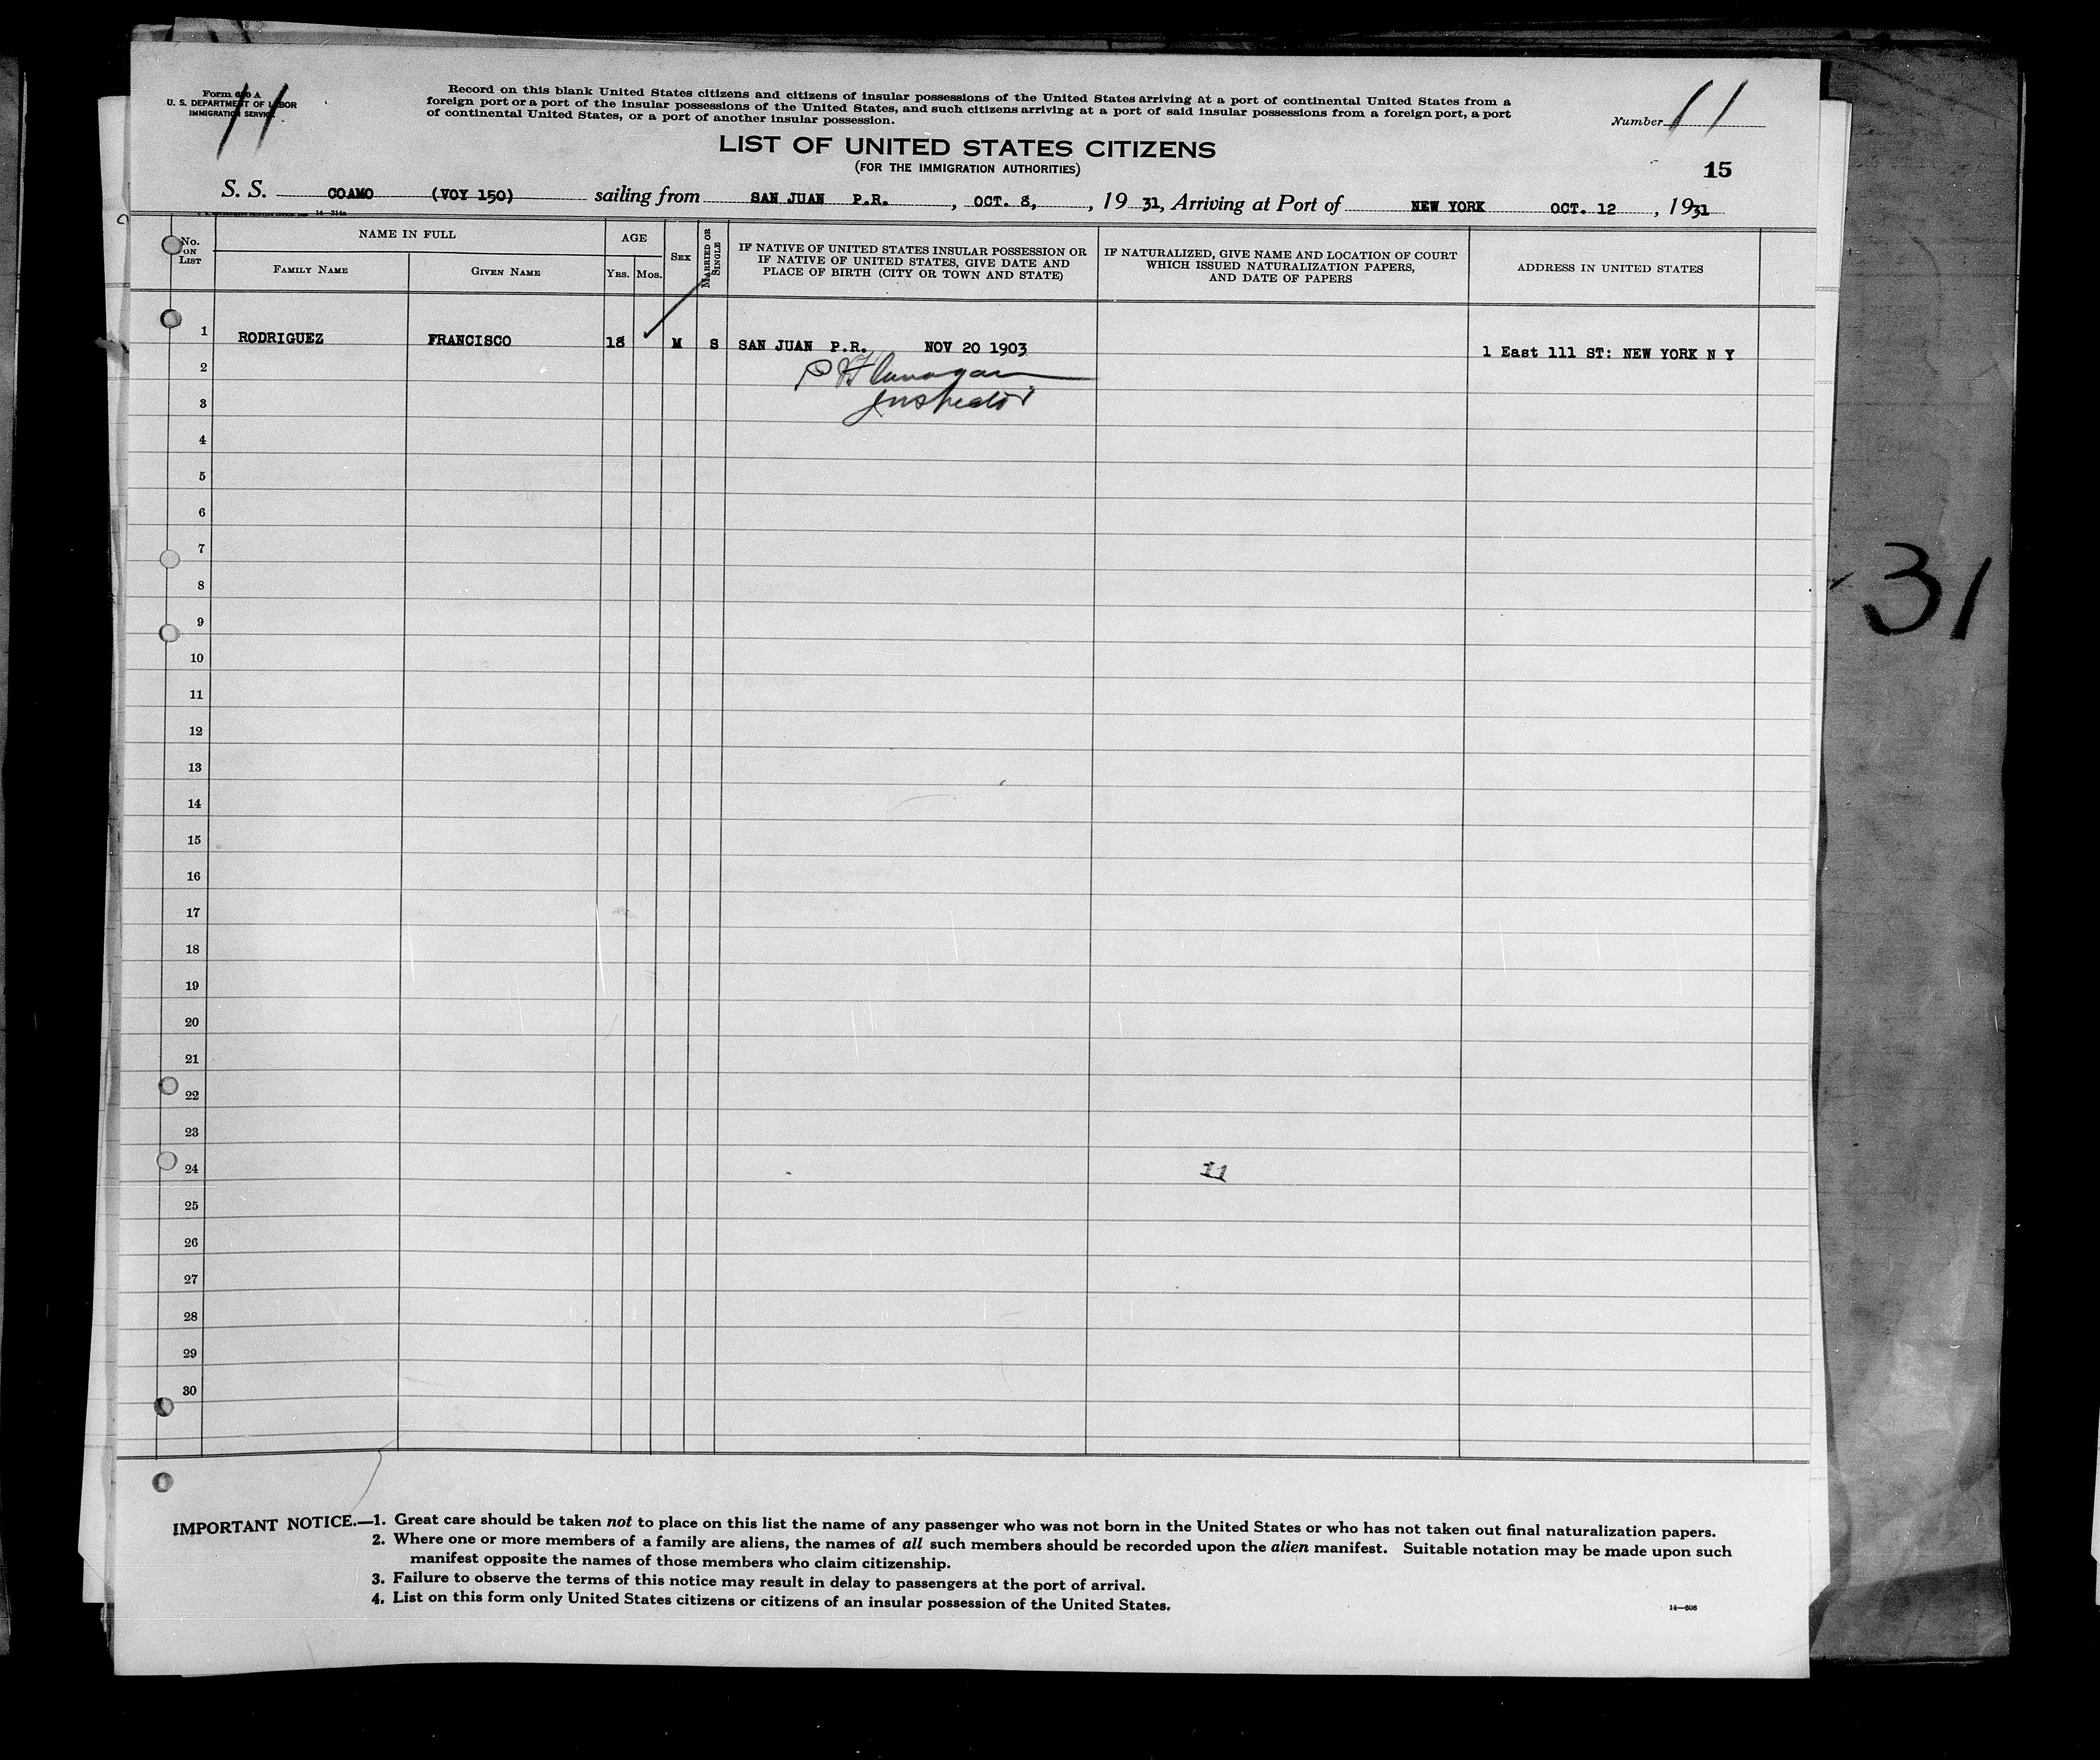 Form 630 A
U. S. DEPARTMENT OF LABOR
IMMIGRATION SERVICE
11
Record on this blank United States citizens and citizens of insular possessions of the United States arriving at a port of continental United States from a
foreign port or a port of the insular possessions of the United States, and such citizens arriving at a port of said insular possessions from a foreign port, a port
of continental United States, or a port of another insular possession.
Number 11
LIST OF UNITED STATES CITIZENS
(FOR THE IMMIGRATION AUTHORITIES)
15
S. S. COAMO (VOY 150) sailing from SAN JUAN P.R. , OCT. 8, , 19 31, Arriving at Port of NEW YORK OCT. 12 , 1931
No. ON LIST
NAME IN FULL
FAMILY NAME
GIVEN NAME
AGE
YRS.
MOS.
SEX
MARRIED OR SINGLE
IF NATIVE OF UNITED STATES INSULAR POSSESSION OR
IF NATIVE OF UNITED STATES, GIVE DATE AND
PLACE OF BIRTH (CITY OR TOWN AND STATE)
IF NATURALIZED, GIVE NAME AND LOCATION OF COURT
WHICH ISSUED NATURALIZATION PAPERS,
AND DATE OF PAPERS
ADDRESS IN UNITED STATES
1 RODRIGUEZ FRANCISCO 18 M S SAN JUAN P.R. NOV 20 1903 1 East 111 ST: NEW YORK N Y
2 Flanagan
3 Inspector
4
5
6
7
8
9
10
11
12
13
14
15
16
17
18
19
20
21
22
23
24 11
25
26
27
28
29
30
31
IMPORTANT NOTICE.—1. Great care should be taken not to place on this list the name of any passenger who was not born in the United States or who has not taken out final naturalization papers.
2. Where one or more members of a family are aliens, the names of all such members should be recorded upon the alien manifest. Suitable notation may be made upon such
manifest opposite the names of those members who claim citizenship.
3. Failure to observe the terms of this notice may result in delay to passengers at the port of arrival.
4. List on this form only United States citizens or citizens of an insular possession of the United States.
14—608